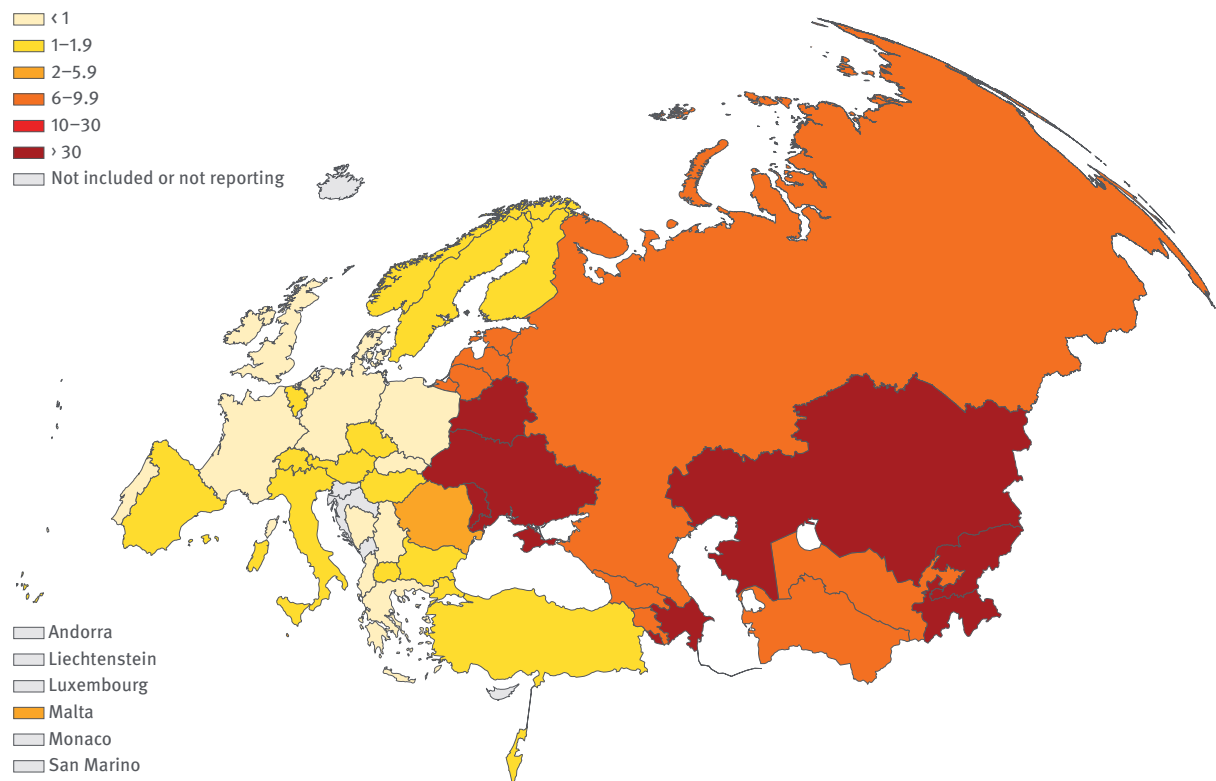 ‹ 1
1–1.9
2–5.9
6–9.9
10–30
› 30
Not included or not reporting
Andorra
Liechtenstein
Luxembourg
Malta
Monaco
San Marino